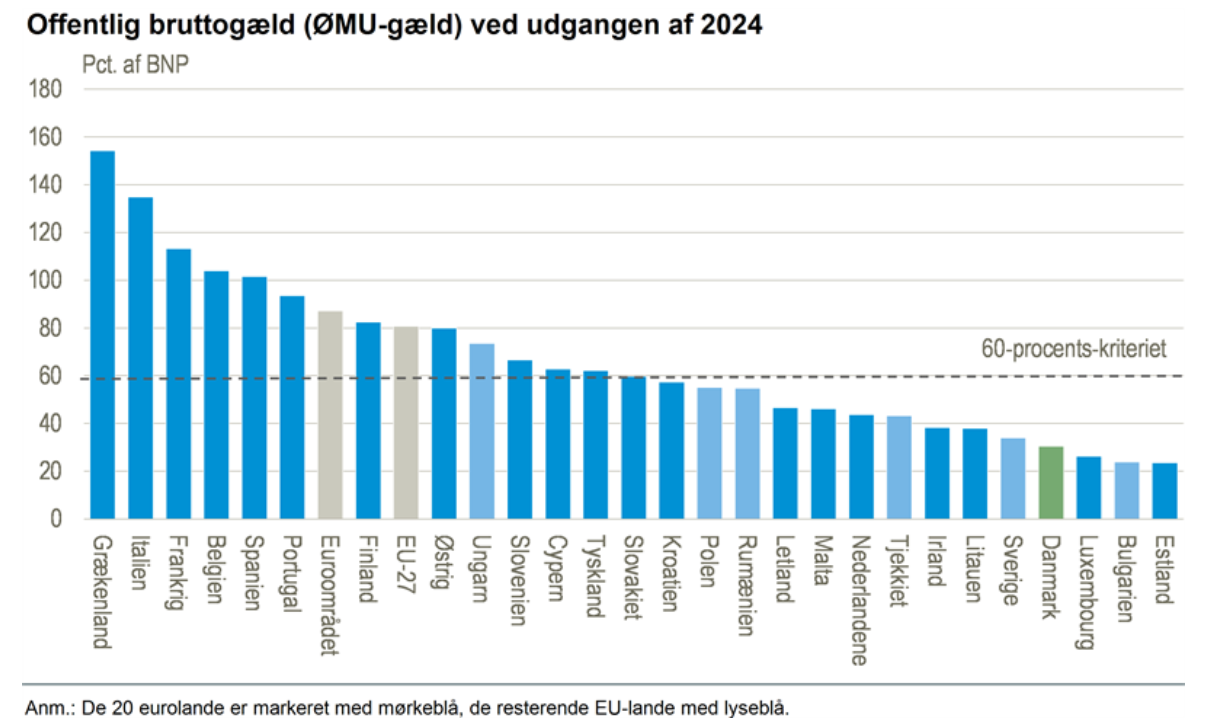 Offentlig bruttogæld (ØMU-gæld) ved udgangen af 2024
Pct. af BNP
180
160
140
120
100
80
60
40
20
0
60-procents-kriteriet
Grækenland
Italien
Frankrig
Belgien
Spanien
Portugal
Euroområdet
Finland
EU-27
Østrig
Ungarn
Slovenien
Cypern
Tyskland
Slovakiet
Kroatien
Polen
Rumænien
Letland
Malta
Nederlandene
Tjekkiet
Irland
Litauen
Sverige
Danmark
Luxembourg
Bulgarien
Estland
Anm.: De 20 eurolande er markeret med mørkeblå, de resterende EU-lande med lyseblå.